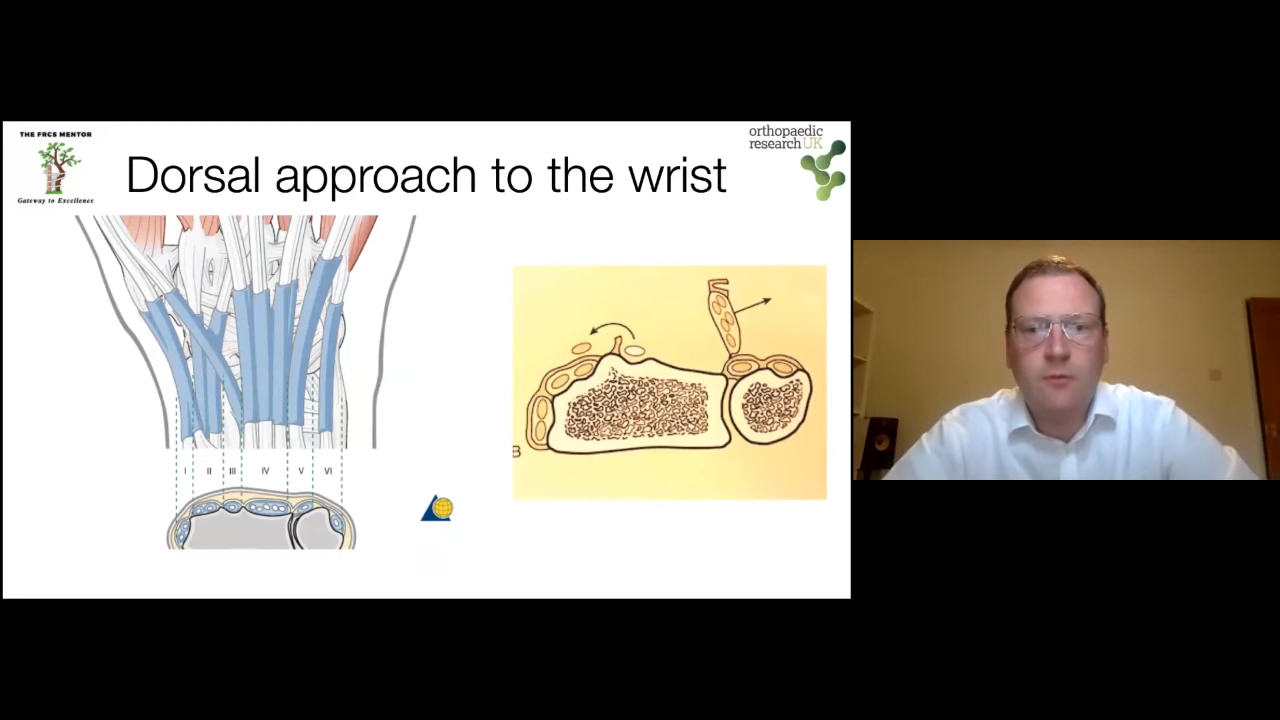 THE FRCS MENTOR
Gateway to Excellence
Dorsal approach to the wrist
orthopaedic
research UK
I II III IV V VI
B